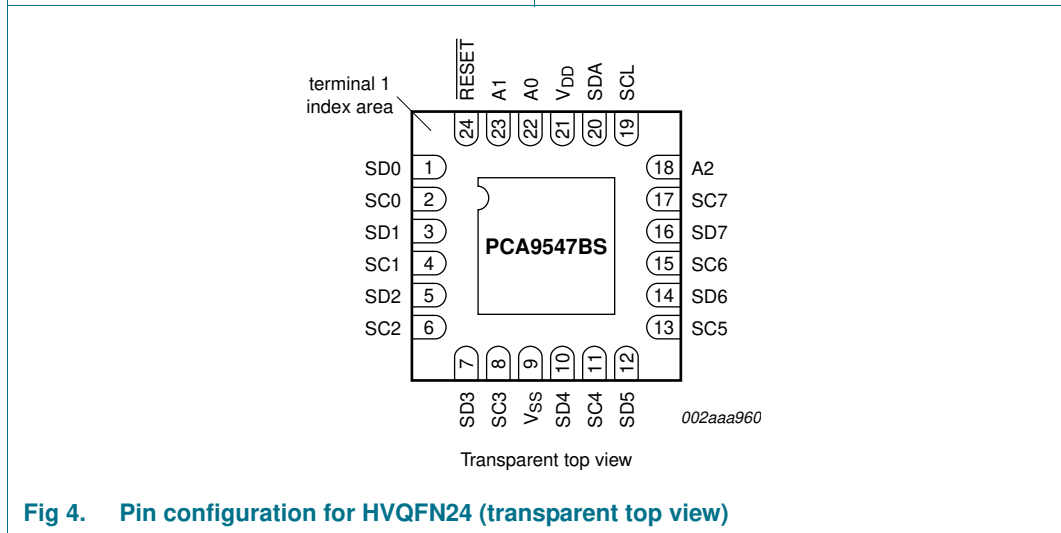 RESET
A1
A0
VDD
SDA
SCL
terminal 1
index area
24
23
22
21
20
19
SD0 1
18 A2
SC0 2
17 SC7
SD1 3
16 SD7
PCA9547BS
SC1 4
15 SC6
SD2 5
14 SD6
SC2 6
13 SC5
7
8
9
10
11
12
SD3
SC3
VSS
SD4
SC4
SD5
002aaa960
Transparent top view
Fig 4. Pin configuration for HVQFN24 (transparent top view)